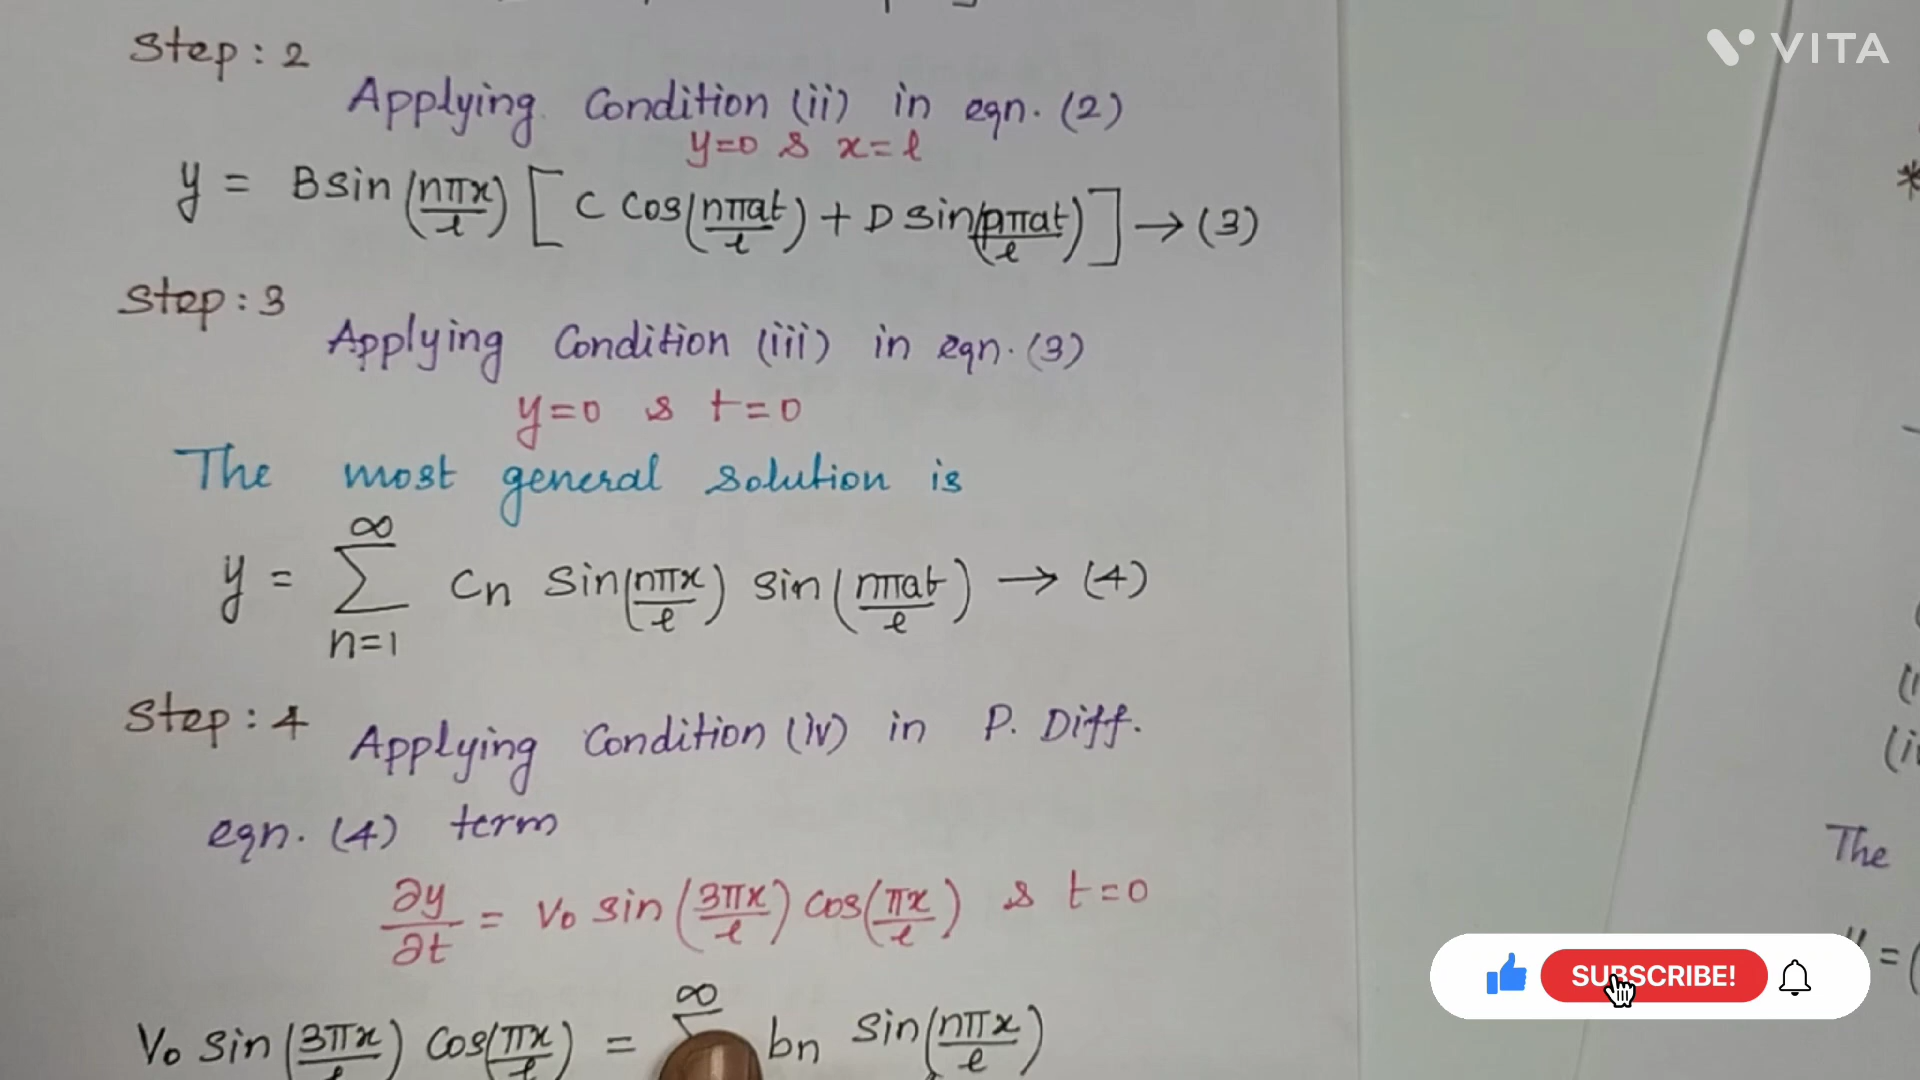 VITA
Step : 2
Applying Condition (ii) in eqn. (2)
y=0 & x=l
y = B sin (nπx/l) [C cos(nπat/l) + D sin(nπat/l)] → (3)
Step : 3
Applying Condition (iii) in eqn. (3)
y=0 & t=0
The most general solution is
y = ∑_{n=1}^{∞} Cn Sin(nπx/l) sin(nπat/l) → (4)
Step : 4 Applying Condition (iv) in P. Diff.
eqn. (4) term
∂y/∂t = V₀ sin(3πx/l) cos(πx/l) & t=0
V₀ sin(3πx/l) Cos(πx/l) = ∑^{∞} bn sin(nπx/l)
The
SUBSCRIBE!